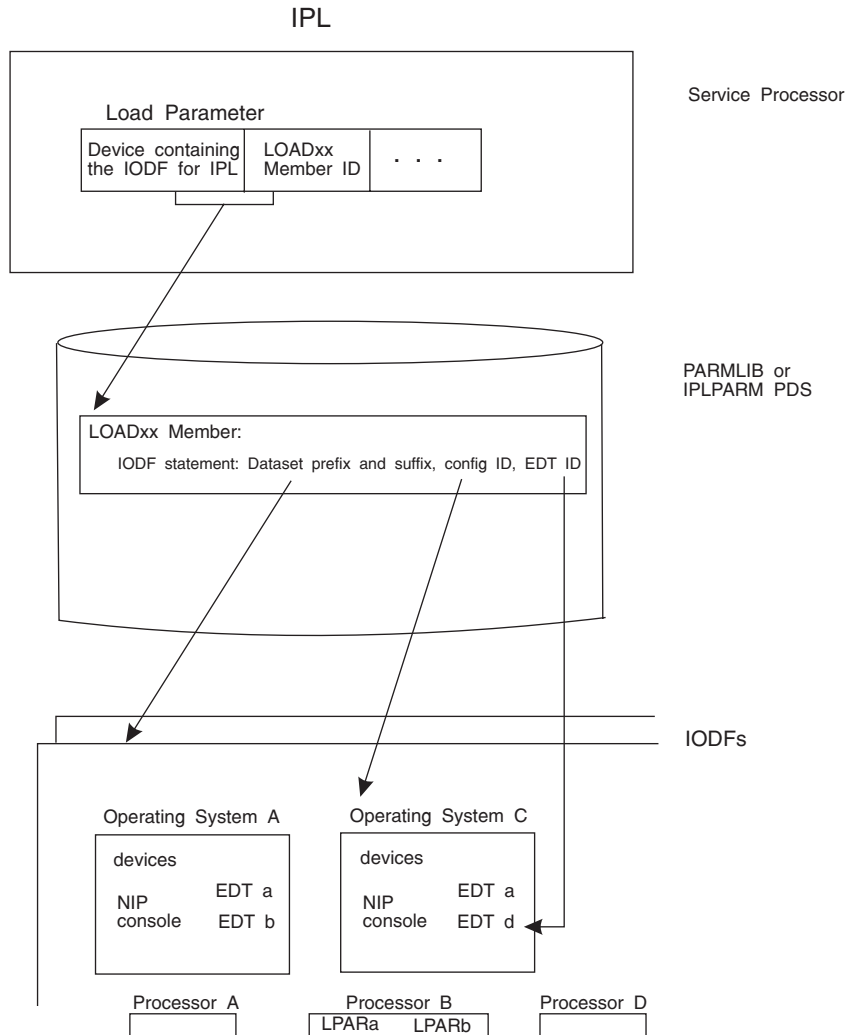 IPL
Service Processor
Load Parameter
Device containing
the IODF for IPL
LOADxx
Member ID
. . .
PARMLIB or
IPLPARM PDS
LOADxx Member:
IODF statement: Dataset prefix and suffix, config ID, EDT ID
IODFs
Operating System A
devices
NIP
console
EDT a
EDT b
Operating System C
devices
NIP
console
EDT a
EDT d
Processor A
Processor B
LPARa LPARb
Processor D